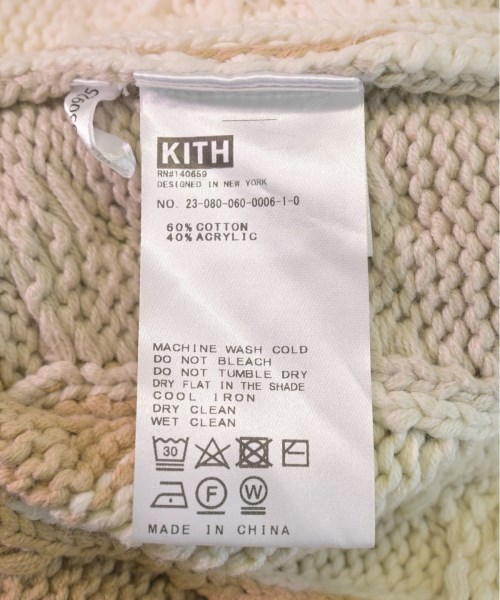 KITH
RN#140659
DESIGNED IN NEW YORK
NO. 23-080-060-0006-1-0
60% COTTON
40% ACRYLIC
MACHINE WASH COLD
DO NOT BLEACH
DO NOT TUMBLE DRY
DRY FLAT IN THE SHADE
COOL IRON
DRY CLEAN
WET CLEAN
30
F W
MADE IN CHINA